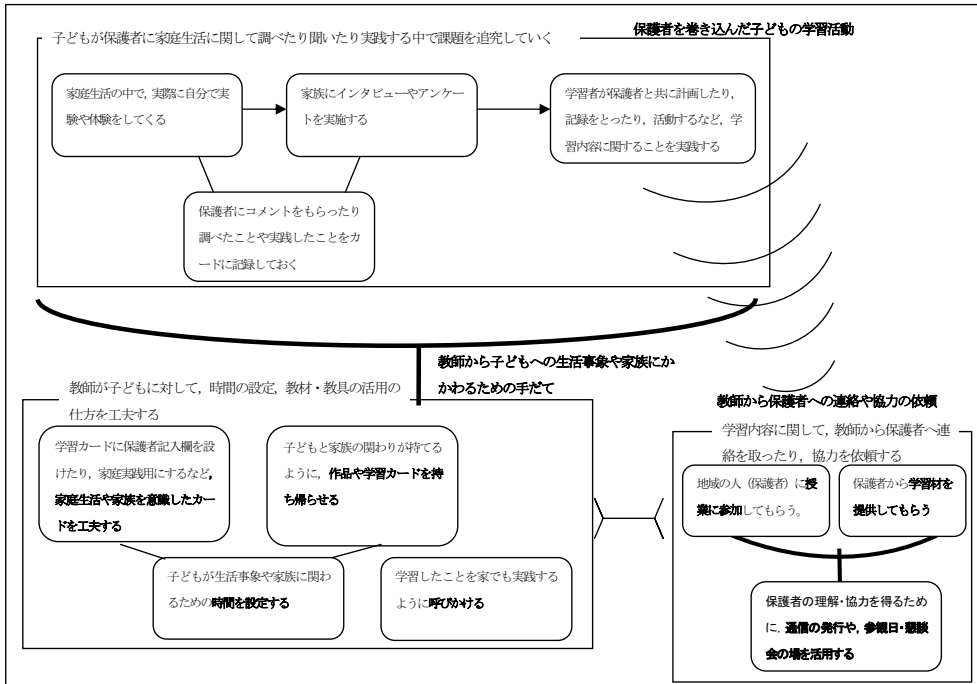 保護者を巻き込んだ子どもの学習活動
子どもが保護者に家庭生活に関して調べたり聞いたり実践する中で課題を追究していく
家庭生活の中で，実際に自分で実
験や体験をしてくる
家族にインタビューやアンケー
トを実施する
学習者が保護者と共に計画したり，
記録をとったり，活動するなど，学
習内容に関することを実践する
保護者にコメントをもらったり
調べたことや実践したことをカ
ードに記録しておく
教師から子どもへの生活事象や家族にか
かわるための手だて
教師が子どもに対して，時間の設定，教材・教具の活用の
仕方を工夫する
学習カードに保護者記入欄を設
けたり，家庭実践用にするなど，
家庭生活や家族を意識したカー
ドを工夫する
子どもと家族の関わりが持てる
ように，作品や学習カードを持
ち帰らせる
子どもが生活事象や家族に関わ
るための時間を設定する
学習したことを家でも実践する
ように呼びかける
教師から保護者への連絡や協力の依頼
学習内容に関して，教師から保護者へ連
絡を取ったり，協力を依頼する
地域の人（保護者）に授
業に参加してもらう。
保護者から学習材を
提供してもらう
保護者の理解・協力を得るため
に，通信の発行や，参観日・懇談
会の場を活用する